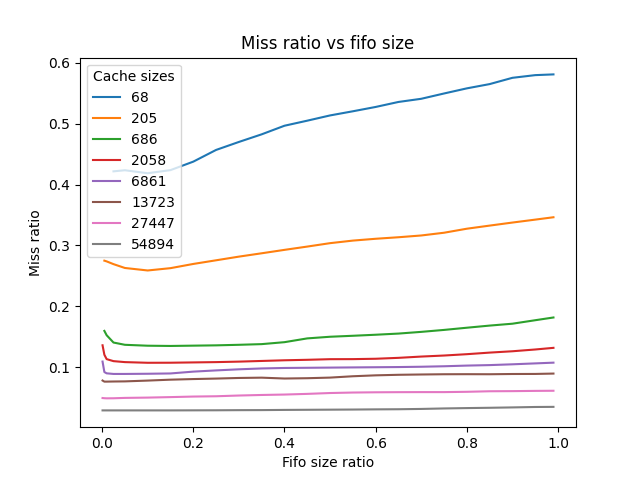 Miss ratio vs fifo size
0.6
0.5
0.4
0.3
0.2
0.1
Miss ratio
Cache sizes
68
205
686
2058
6861
13723
27447
54894
0.0 0.2 0.4 0.6 0.8 1.0
Fifo size ratio